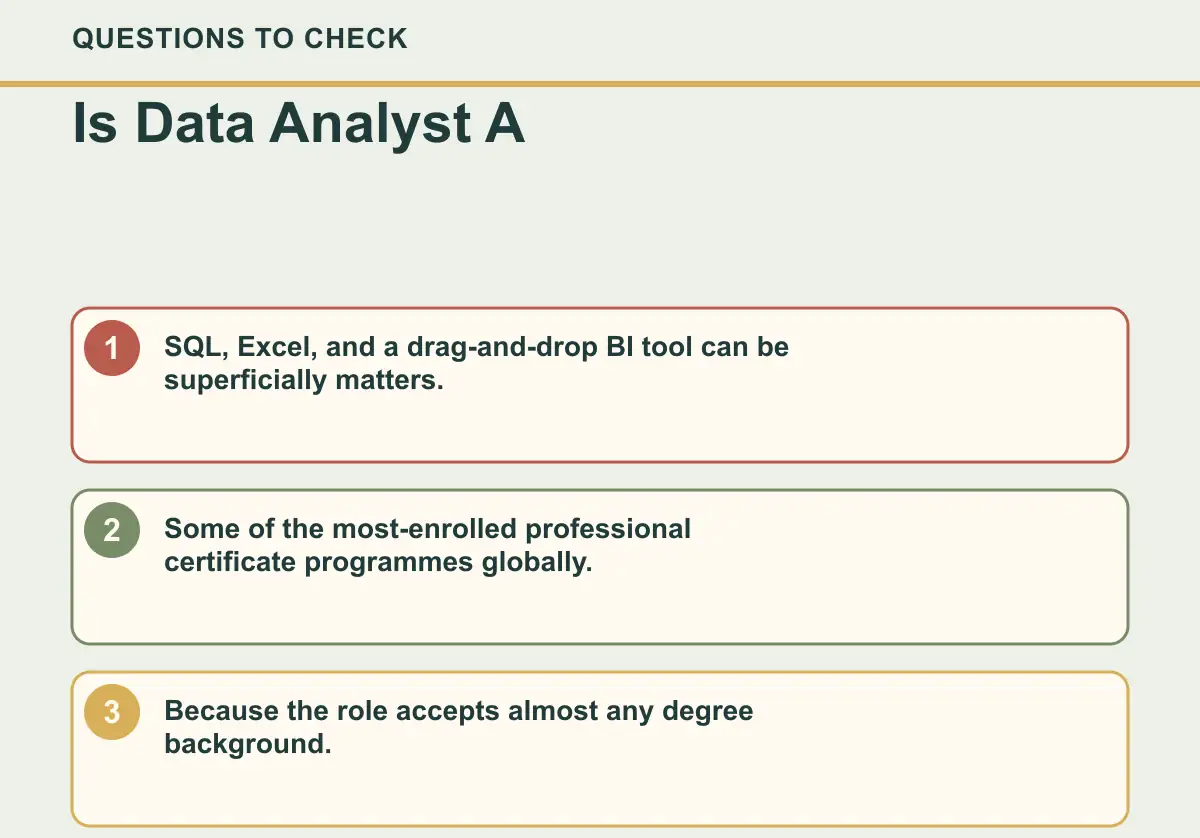 QUESTIONS TO CHECK
Is Data Analyst A
1
SQL, Excel, and a drag-and-drop BI tool can be
superficially matters.
2
Some of the most-enrolled professional
certificate programmes globally.
3
Because the role accepts almost any degree
background.